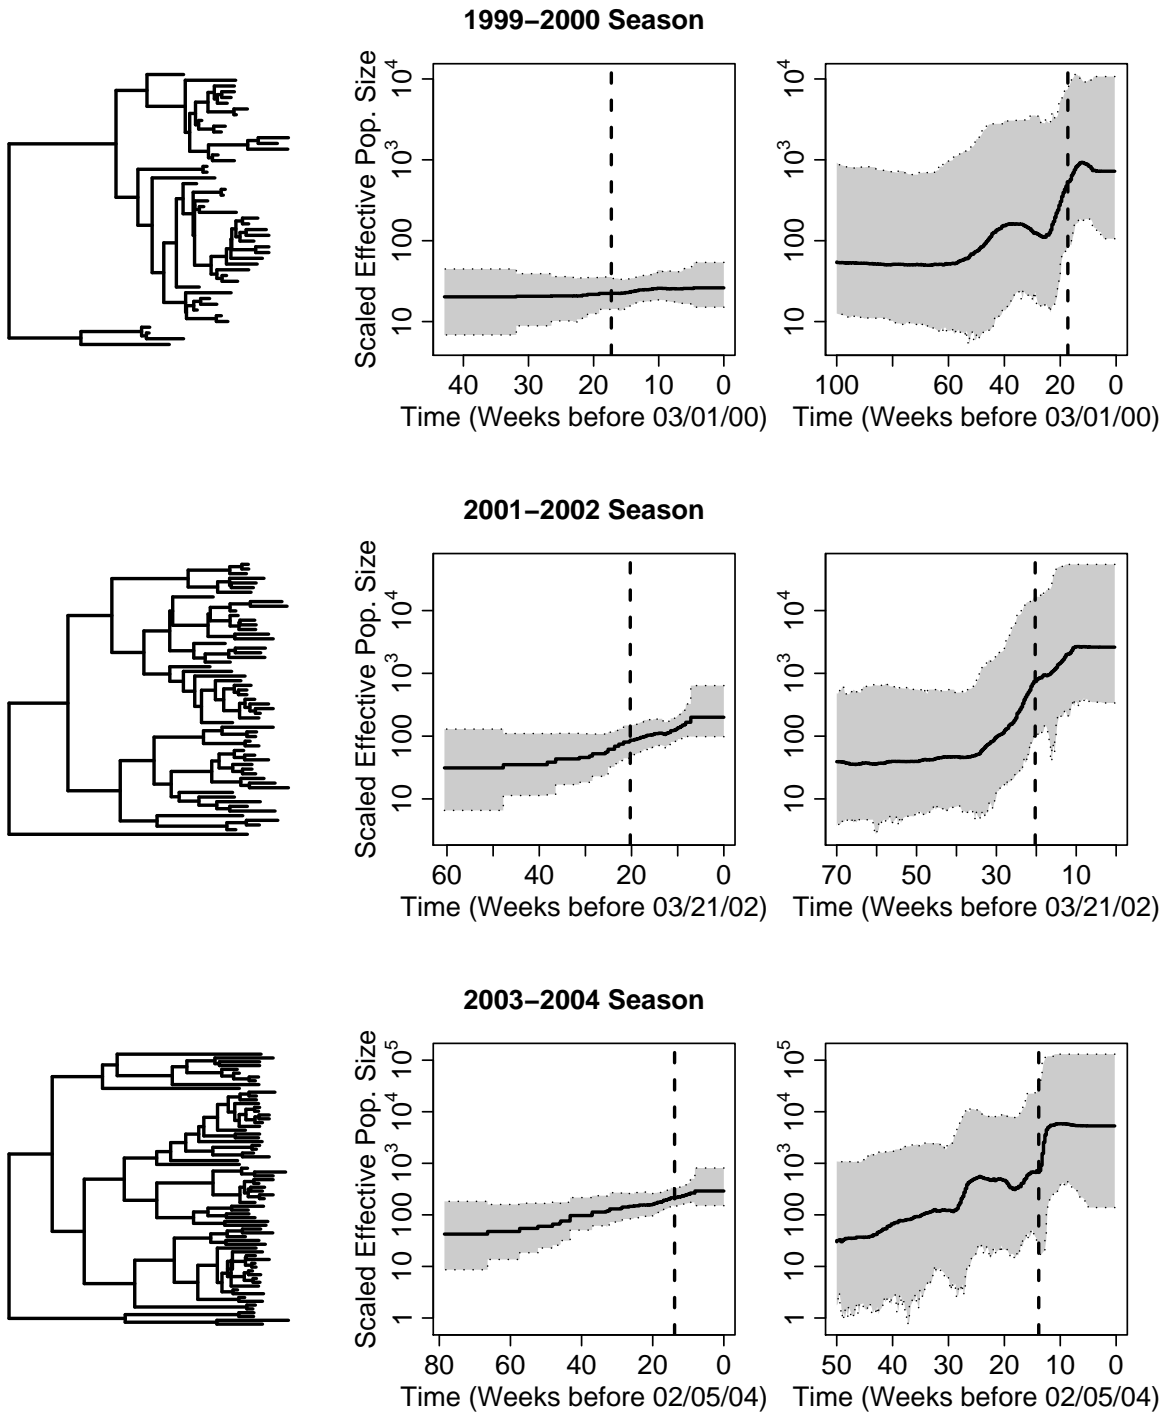 1999–2000 Season
Scaled Effective Pop. Size
10 100 10^3 10^4
40 30 20 10 0
Time (Weeks before 03/01/00)
10 100 10^3 10^4
100 60 40 20 0
Time (Weeks before 03/01/00)
2001–2002 Season
Scaled Effective Pop. Size
10 100 10^3 10^4
60 40 20 0
Time (Weeks before 03/21/02)
10 100 10^3 10^4
70 50 30 10
Time (Weeks before 03/21/02)
2003–2004 Season
Scaled Effective Pop. Size
1 10 100 10^3 10^4 10^5
80 60 40 20 0
Time (Weeks before 02/05/04)
1 10 100 10^3 10^4 10^5
50 40 30 20 10 0
Time (Weeks before 02/05/04)